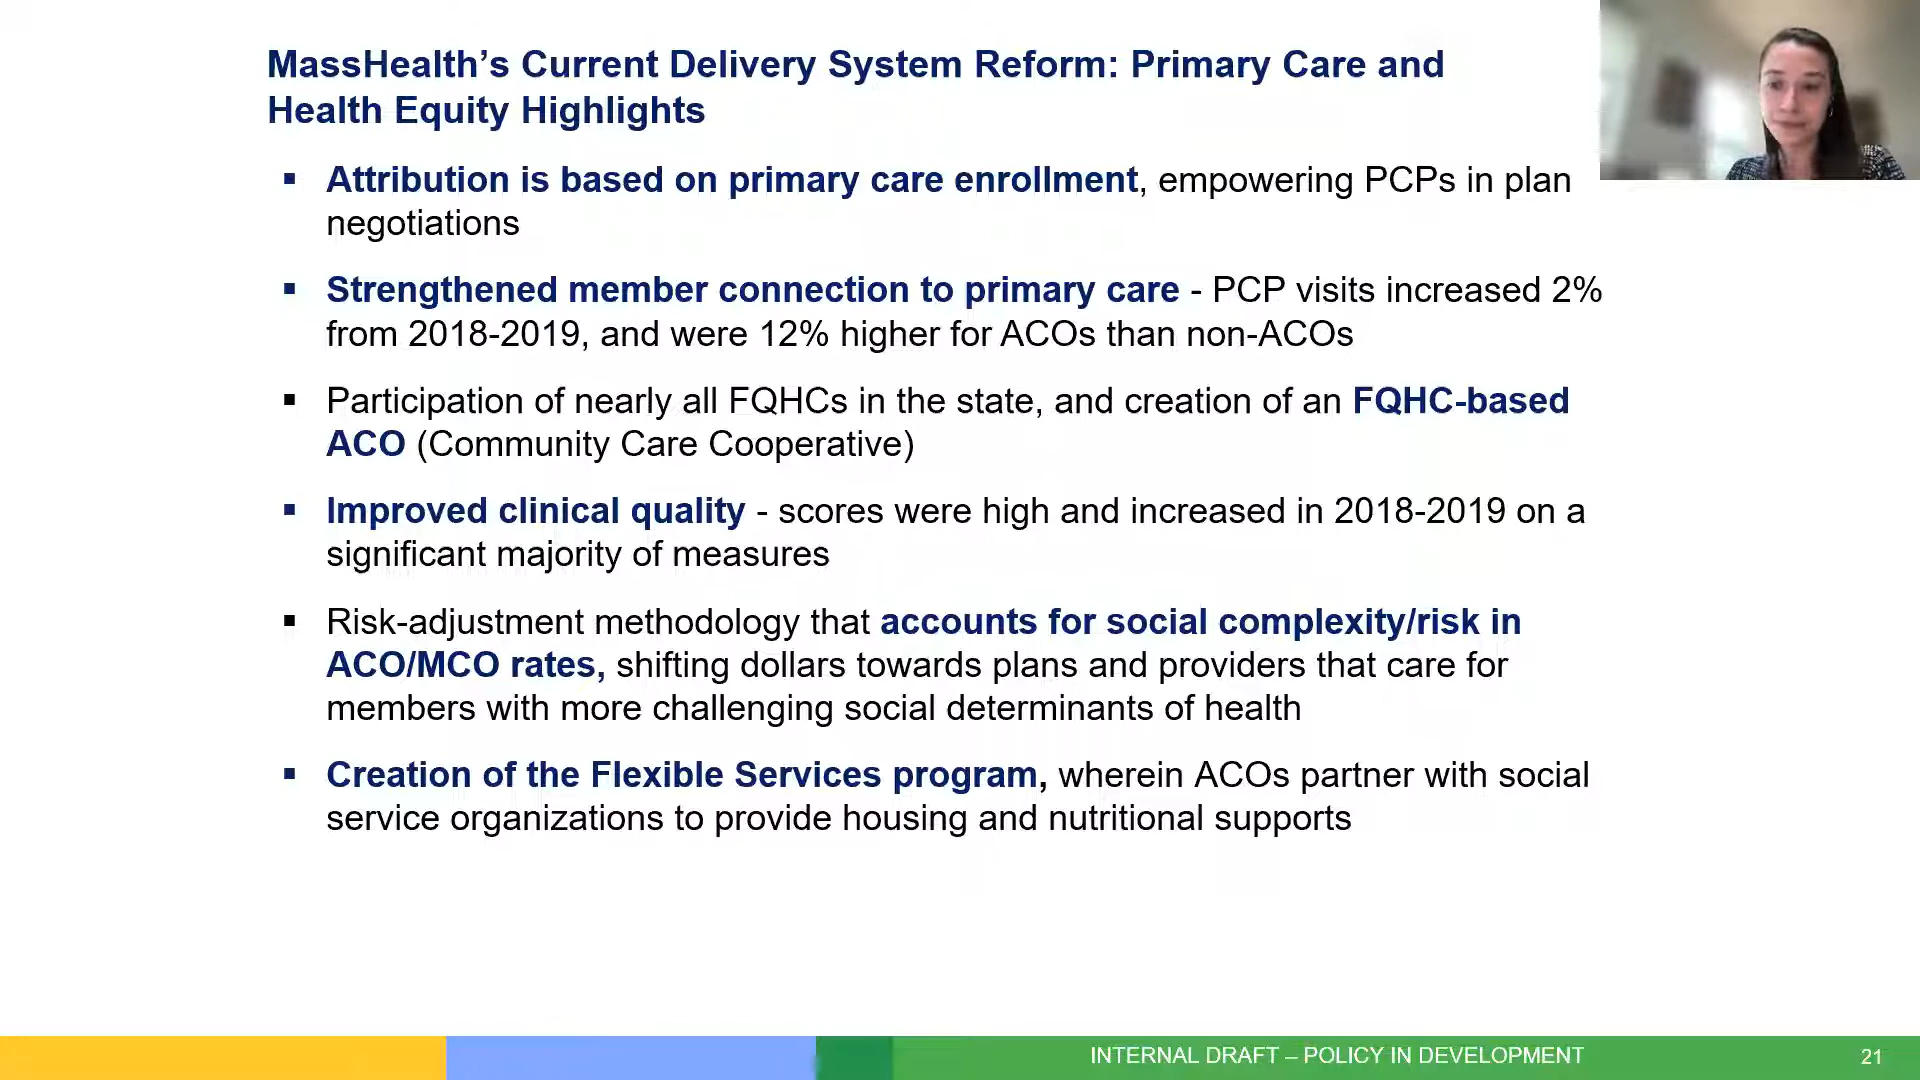 MassHealth’s Current Delivery System Reform: Primary Care and
Health Equity Highlights
▪ Attribution is based on primary care enrollment, empowering PCPs in plan
negotiations
▪ Strengthened member connection to primary care - PCP visits increased 2%
from 2018-2019, and were 12% higher for ACOs than non-ACOs
▪ Participation of nearly all FQHCs in the state, and creation of an FQHC-based
ACO (Community Care Cooperative)
▪ Improved clinical quality - scores were high and increased in 2018-2019 on a
significant majority of measures
▪ Risk-adjustment methodology that accounts for social complexity/risk in
ACO/MCO rates, shifting dollars towards plans and providers that care for
members with more challenging social determinants of health
▪ Creation of the Flexible Services program, wherein ACOs partner with social
service organizations to provide housing and nutritional supports
INTERNAL DRAFT – POLICY IN DEVELOPMENT
21